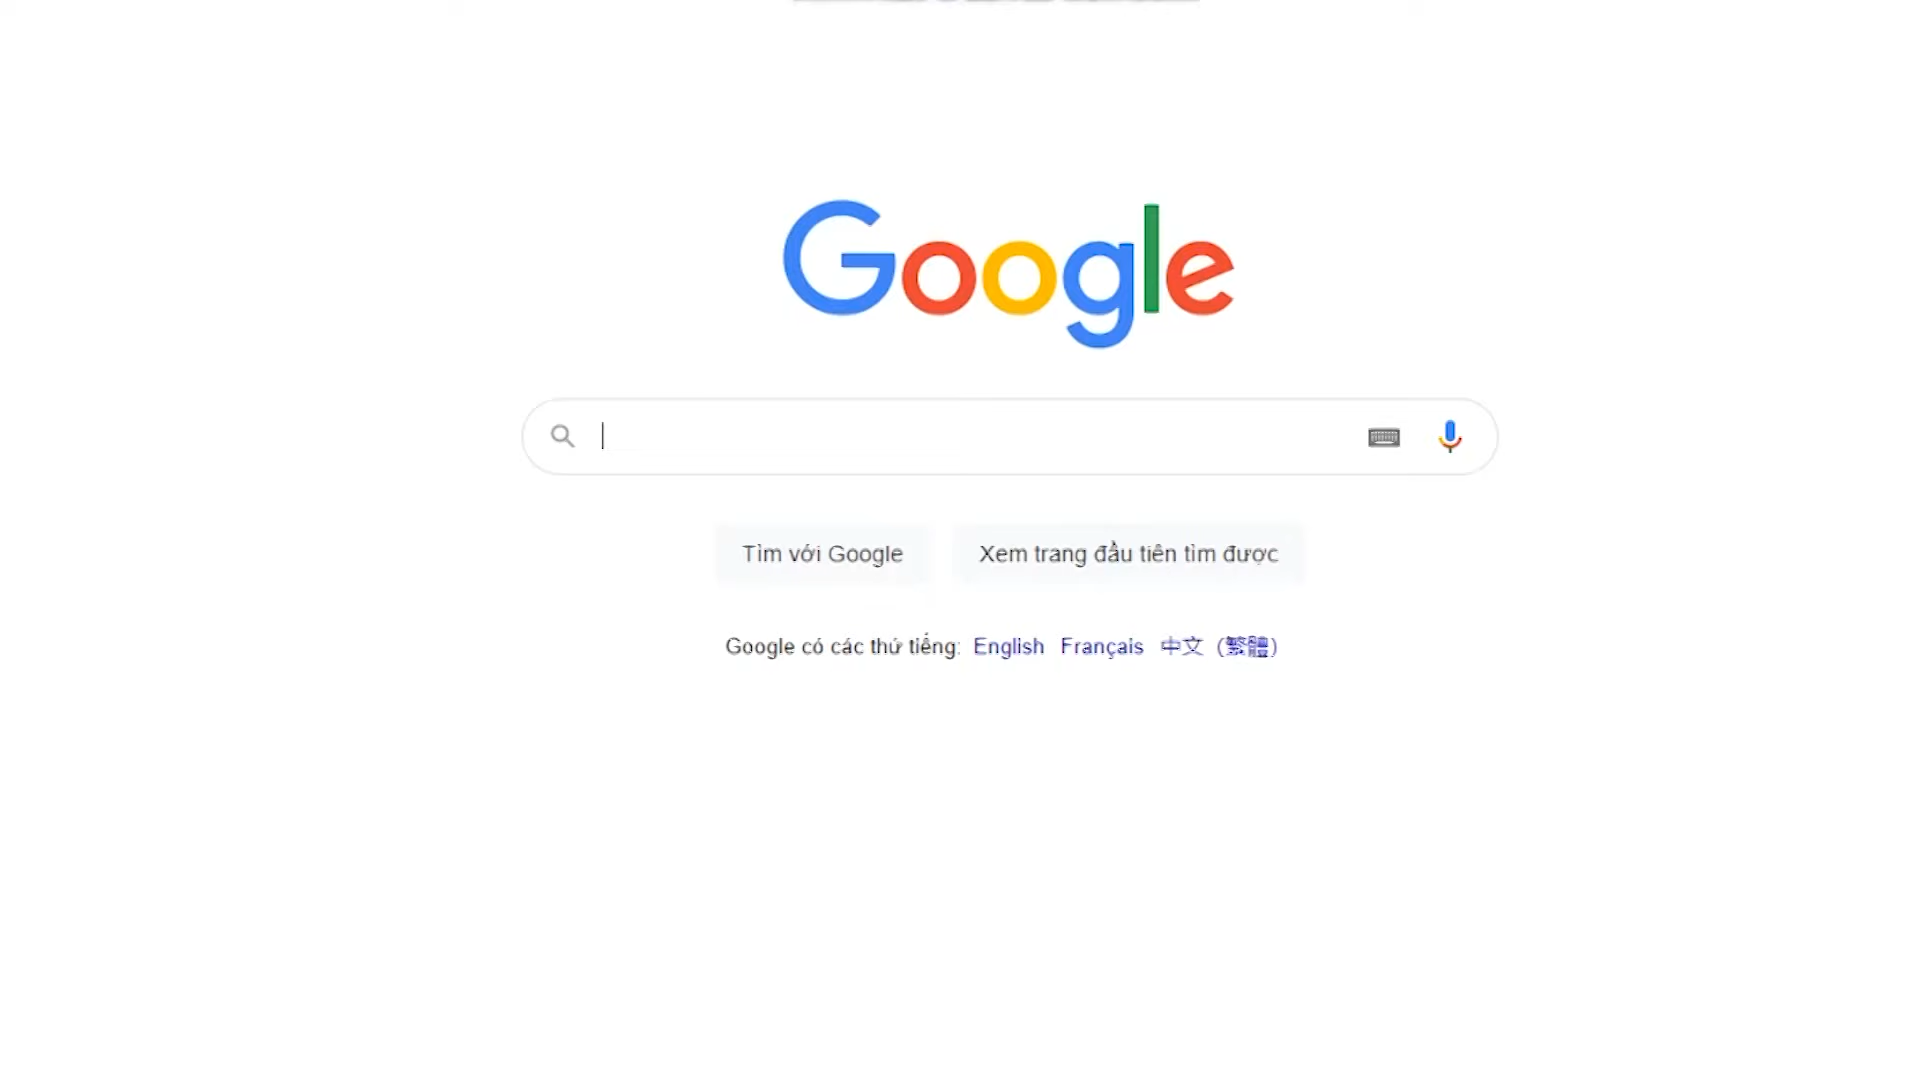 Google
Tìm với Google
Xem trang đầu tiên tìm được
Google có các thứ tiếng: English Français 中文 (繁體)